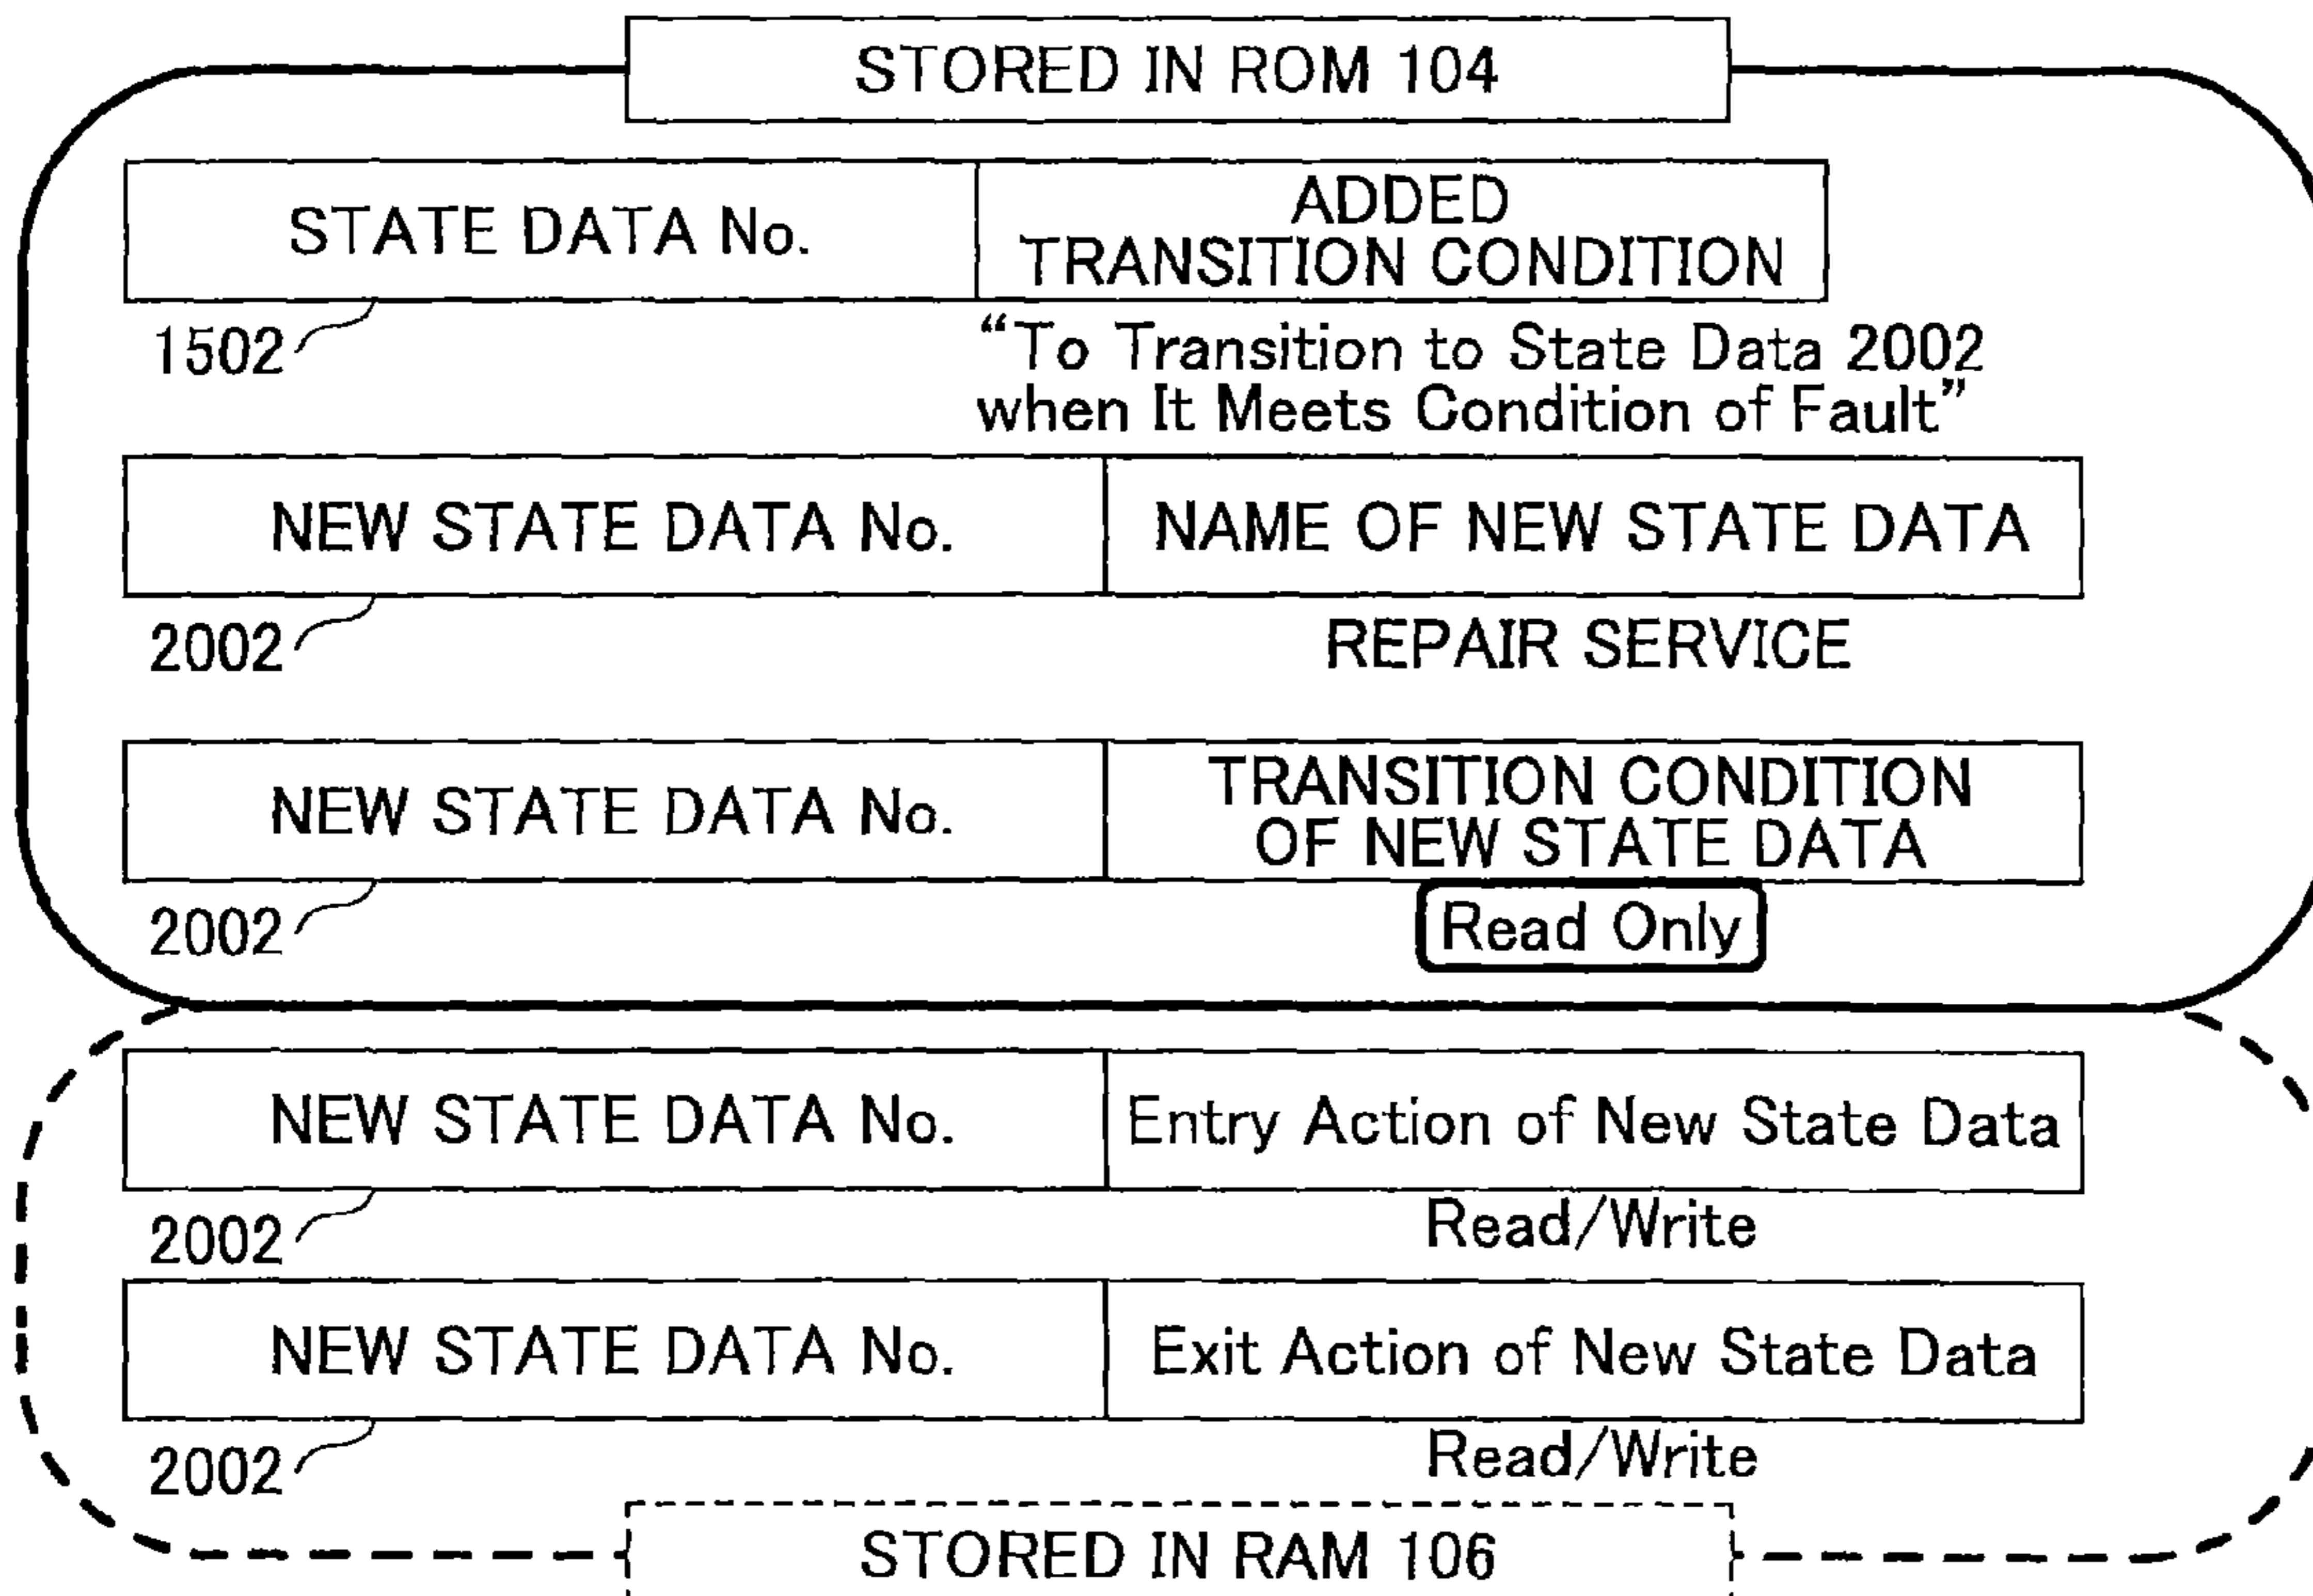 STORED IN ROM 104
STATE DATA No.
ADDED
TRANSITION CONDITION
1502
“To Transition to State Data 2002
when It Meets Condition of Fault”
NEW STATE DATA No.
NAME OF NEW STATE DATA
2002
REPAIR SERVICE
NEW STATE DATA No.
TRANSITION CONDITION
OF NEW STATE DATA
2002
Read Only
NEW STATE DATA No.
Entry Action of New State Data
2002
Read/Write
NEW STATE DATA No.
Exit Action of New State Data
2002
Read/Write
STORED IN RAM 106